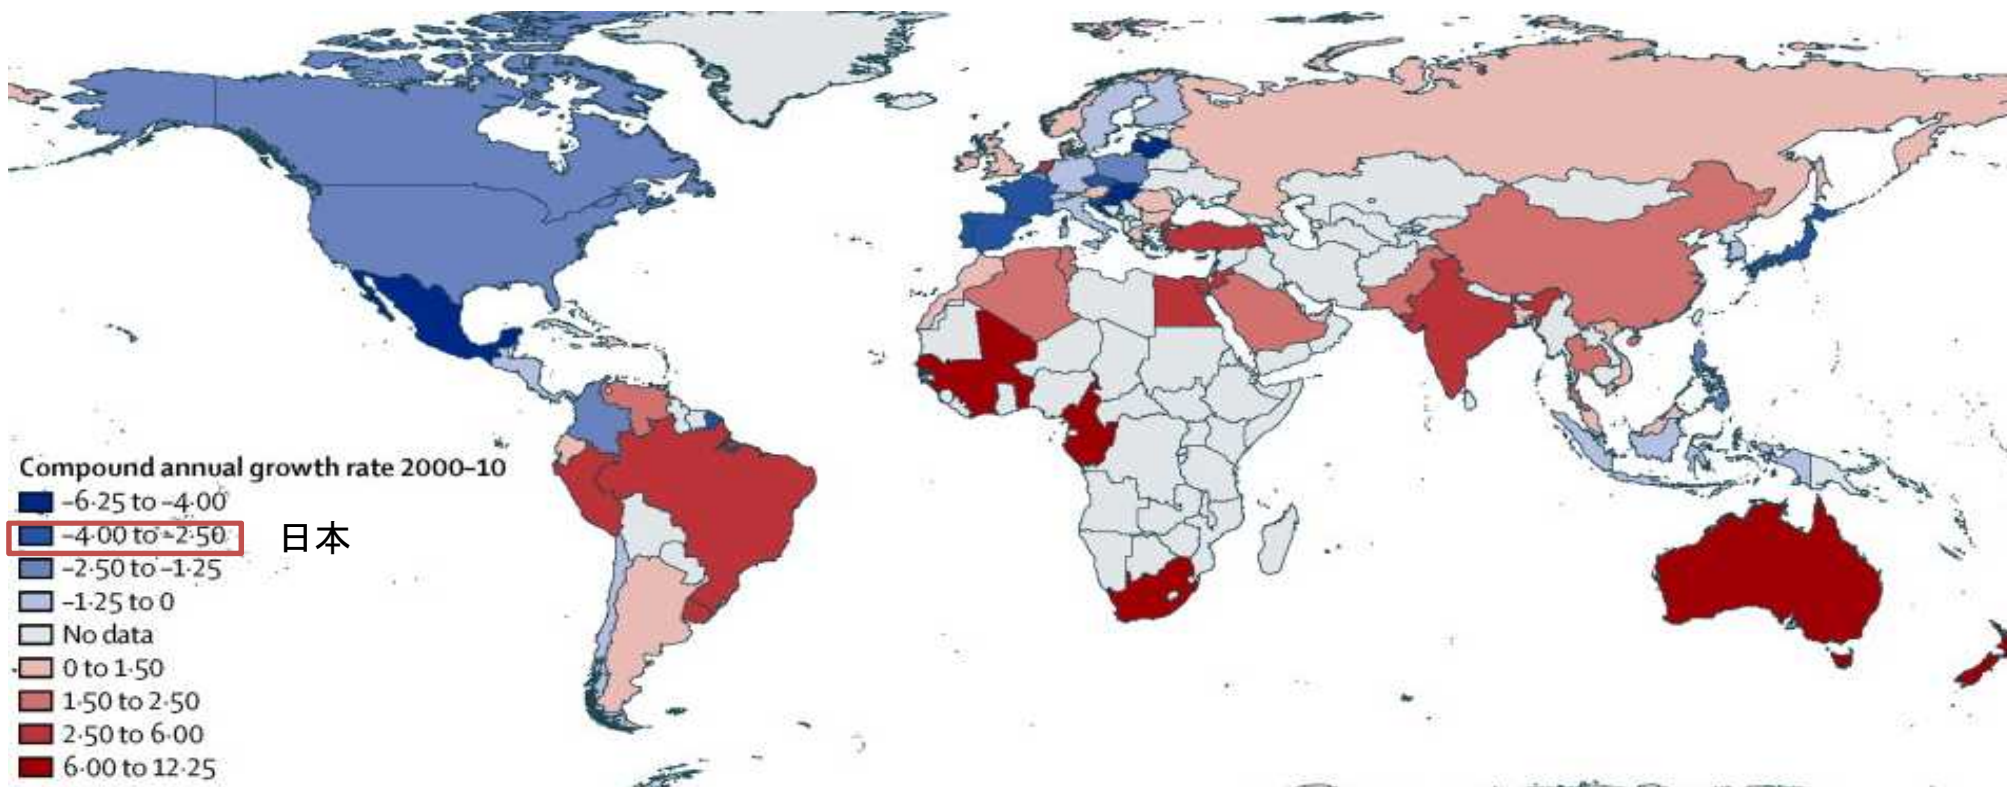 Compound annual growth rate 2000–10
–6·25 to –4·00
–4·00 to –2·50
日本
–2·50 to –1·25
–1·25 to 0
No data
0 to 1·50
1·50 to 2·50
2·50 to 6·00
6·00 to 12·25